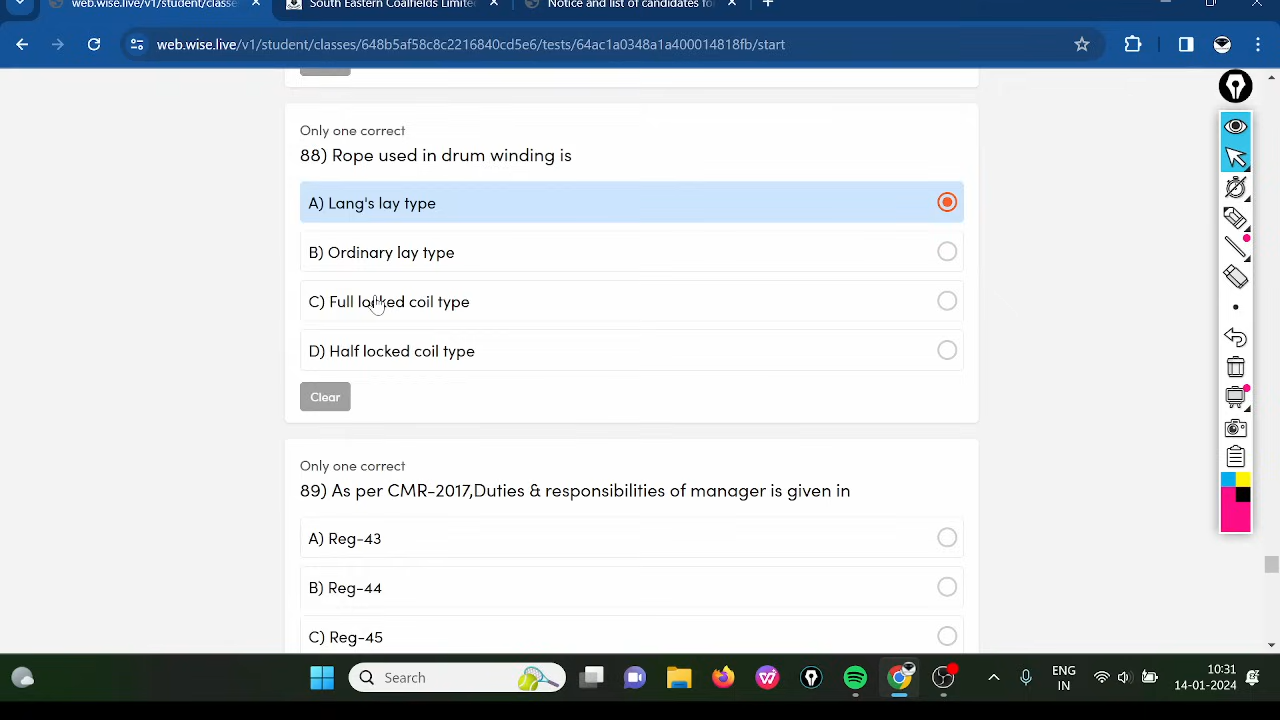 web.wise.live/v1/student/classe
South Eastern Coalfields Limited
Notice and list of candidates fo
web.wise.live/v1/student/classes/648b5af58c8c2216840cd5e6/tests/64ac1a0348a1a400014818fb/start
Only one correct
88) Rope used in drum winding is
A) Lang's lay type
B) Ordinary lay type
C) Full locked coil type
D) Half locked coil type
Clear
Only one correct
89) As per CMR-2017,Duties & responsibilities of manager is given in
A) Reg-43
B) Reg-44
C) Reg-45
Search
ENG
IN
10:31
14-01-2024